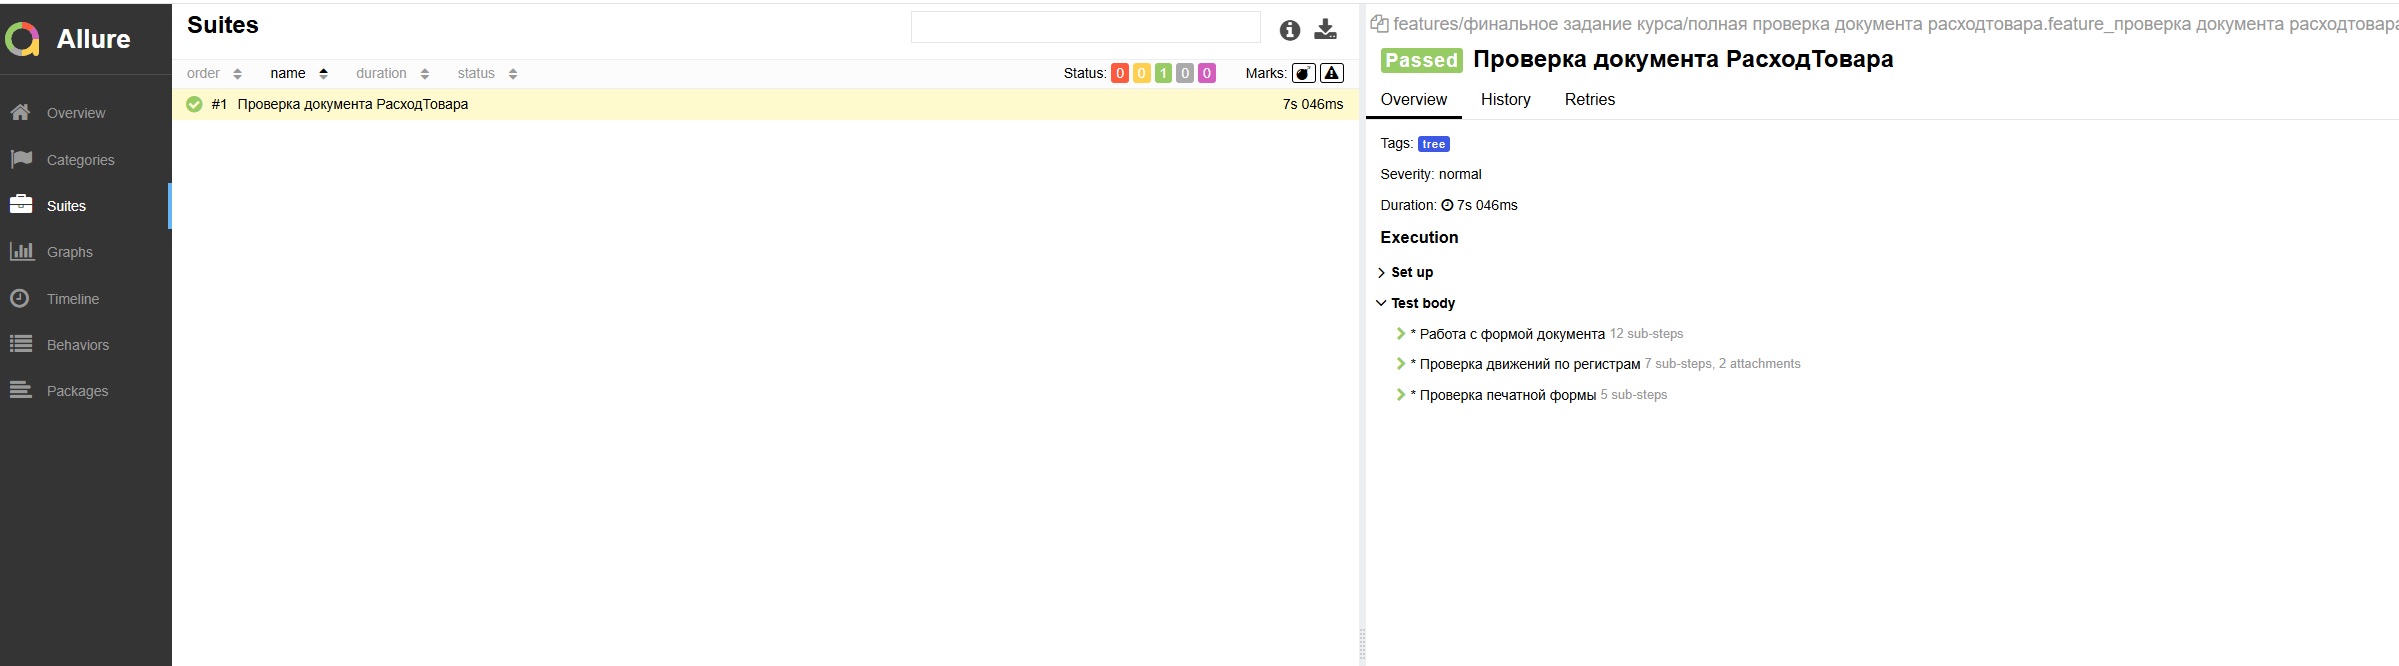 Allure
Overview
Categories
Suites
Graphs
Timeline
Behaviors
Packages
Suites
order name duration status Status: 0 0 1 0 0 Marks:
#1 Проверка документа РасходТовара 7s 046ms
features/финальное задание курса/полная проверка документа расходтовара.feature_проверка документа расходтовара
Passed Проверка документа РасходТовара
Overview History Retries
Tags: tree
Severity: normal
Duration: 7s 046ms
Execution
Set up
Test body
* Работа с формой документа 12 sub-steps
* Проверка движений по регистрам 7 sub-steps, 2 attachments
* Проверка печатной формы 5 sub-steps